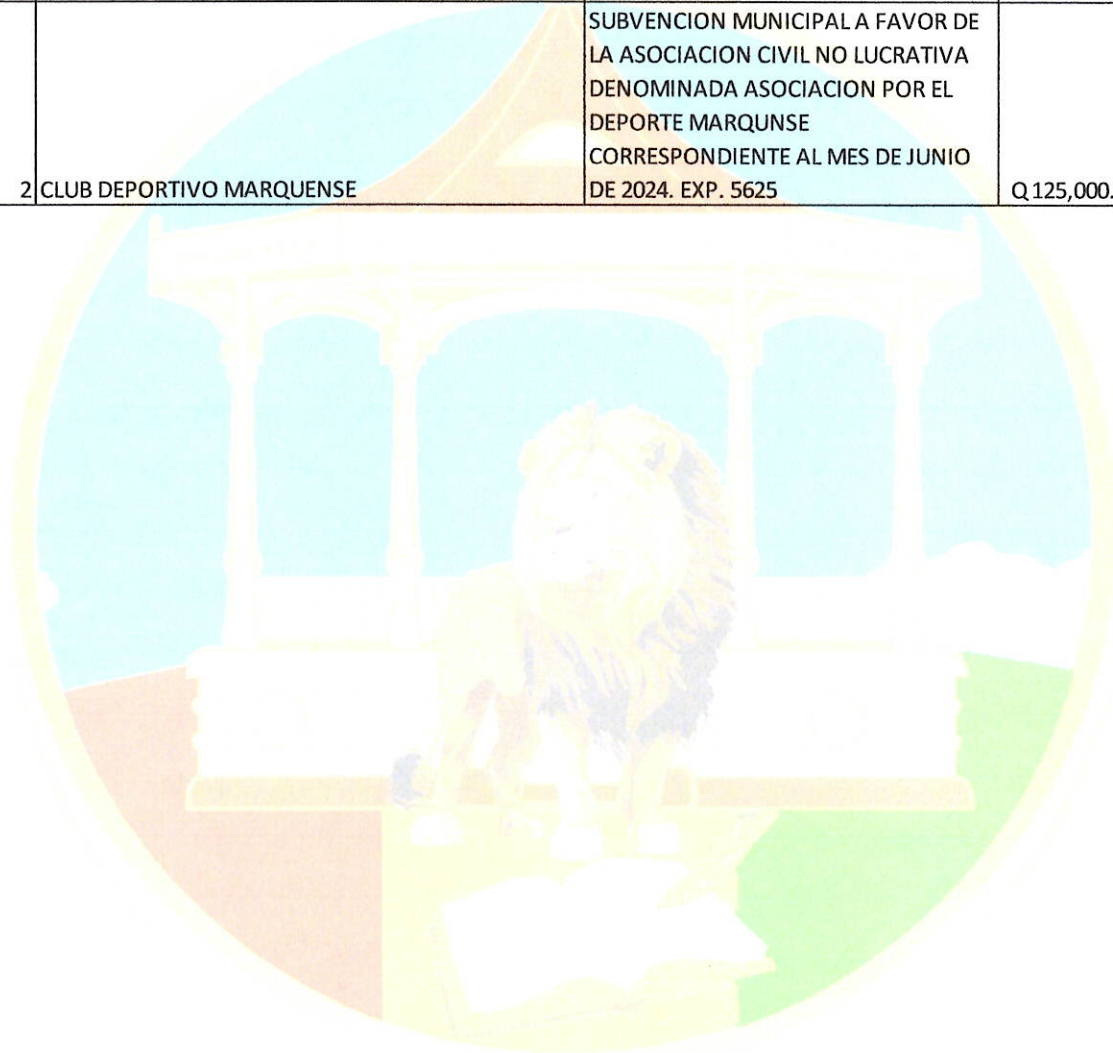 SUBVENCION MUNICIPAL A FAVOR DE
LA ASOCIACION CIVIL NO LUCRATIVA
DENOMINADA ASOCIACION POR EL
DEPORTE MARQUNSE
CORRESPONDIENTE AL MES DE JUNIO
2 CLUB DEPORTIVO MARQUENSE DE 2024. EXP. 5625 Q 125,000.